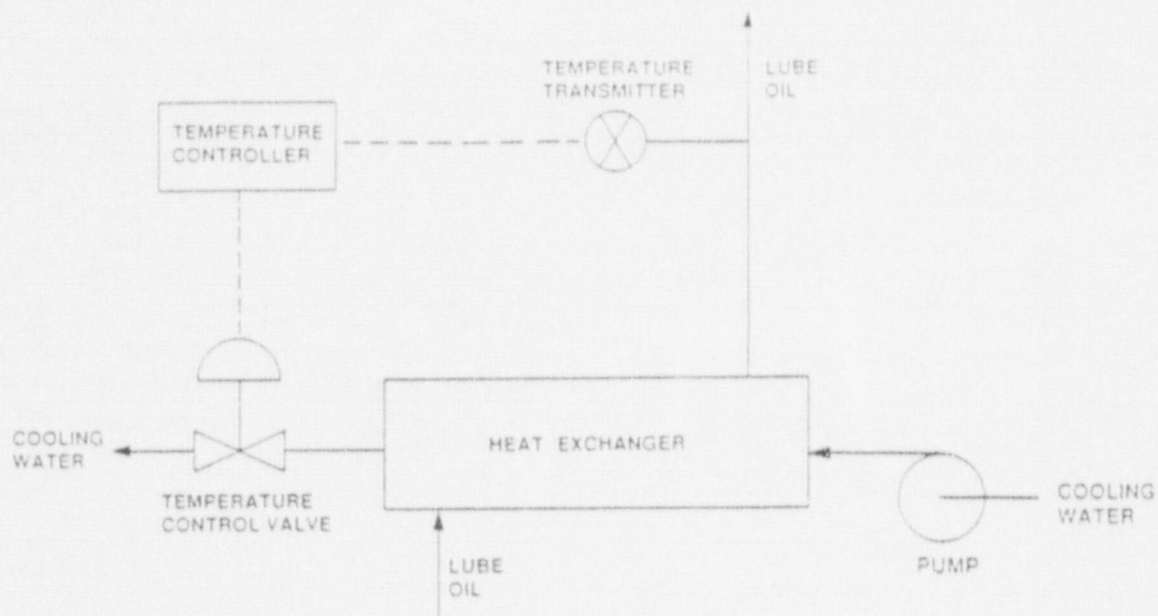 TEMPERATURE
TRANSMITTER
LUBE
OIL
TEMPERATURE
CONTROLLER
HEAT EXCHANGER
COOLING
WATER
TEMPERATURE
CONTROL VALVE
COOLING
WATER
LUBE
OIL
PUMP